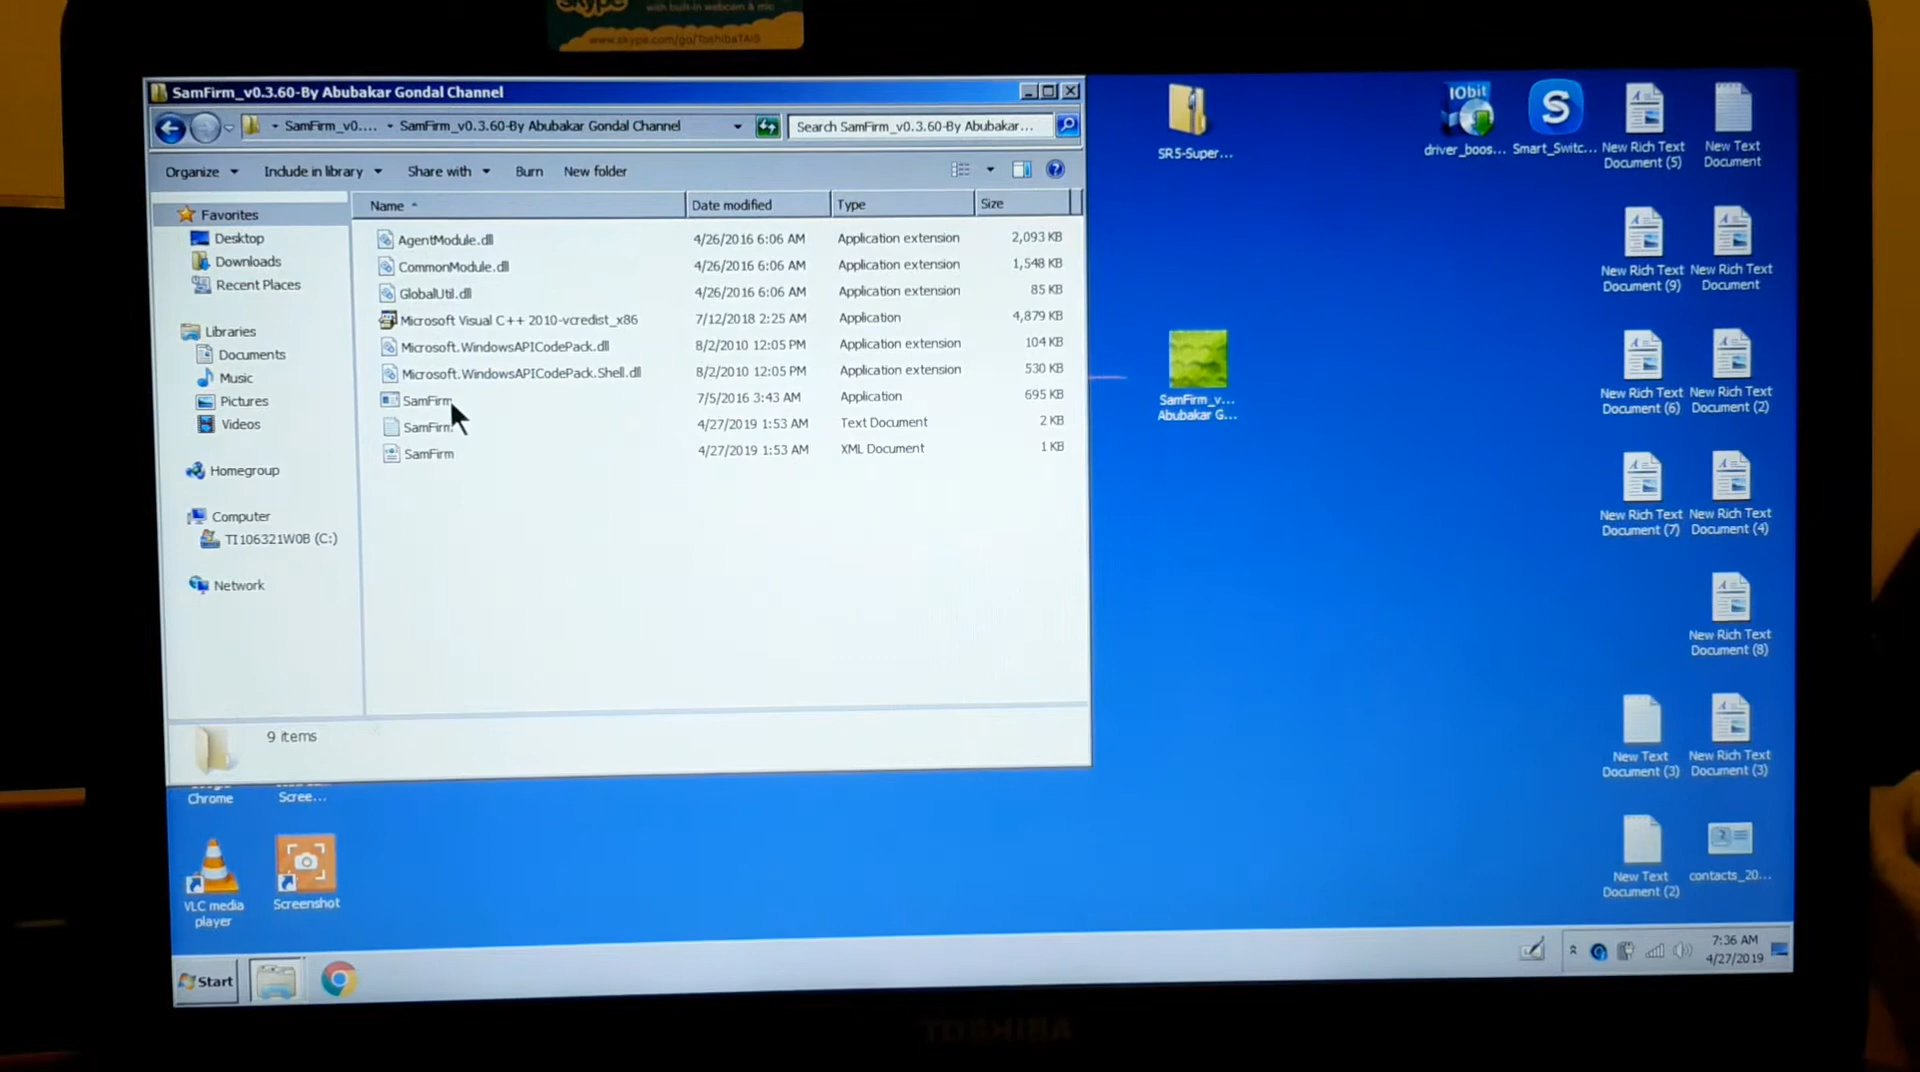 skype
with built-in webcam & mic
www.skype.com/go/ToshibaTAIS
SamFirm_v0.3.60-By Abubakar Gondal Channel
SamFirm_v0.... SamFirm_v0.3.60-By Abubakar Gondal Channel
Search SamFirm_v0.3.60-By Abubakar...
Organize Include in library Share with Burn New folder
Name Date modified Type Size
Favorites
Desktop
Downloads
Recent Places
Libraries
Documents
Music
Pictures
Videos
Homegroup
Computer
TI106321W0B (C:)
Network
AgentModule.dll 4/26/2016 6:06 AM Application extension 2,093 KB
CommonModule.dll 4/26/2016 6:06 AM Application extension 1,548 KB
GlobalUtil.dll 4/26/2016 6:06 AM Application extension 85 KB
Microsoft Visual C++ 2010-vcredist_x86 7/12/2018 2:25 AM Application 4,879 KB
Microsoft.WindowsAPICodePack.dll 8/2/2010 12:05 PM Application extension 104 KB
Microsoft.WindowsAPICodePack.Shell.dll 8/2/2010 12:05 PM Application extension 530 KB
SamFirm 7/5/2016 3:43 AM Application 695 KB
SamFirm 4/27/2019 1:53 AM Text Document 2 KB
SamFirm 4/27/2019 1:53 AM XML Document 1 KB
9 items
SR5-Super...
SamFirm_v...
Abubakar G...
IObit
driver_boos...
S
Smart_Switc...
New Rich Text
Document (5)
New Text
Document
New Rich Text
Document (9)
New Rich Text
Document
New Rich Text
Document (6)
New Rich Text
Document (2)
New Rich Text
Document (7)
New Rich Text
Document (4)
New Rich Text
Document (8)
New Text
Document (3)
New Rich Text
Document (3)
New Text
Document (2)
contacts_20...
Chrome
Scree...
VLC media
player
Screenshot
Start
7:36 AM
4/27/2019
TOSHIBA